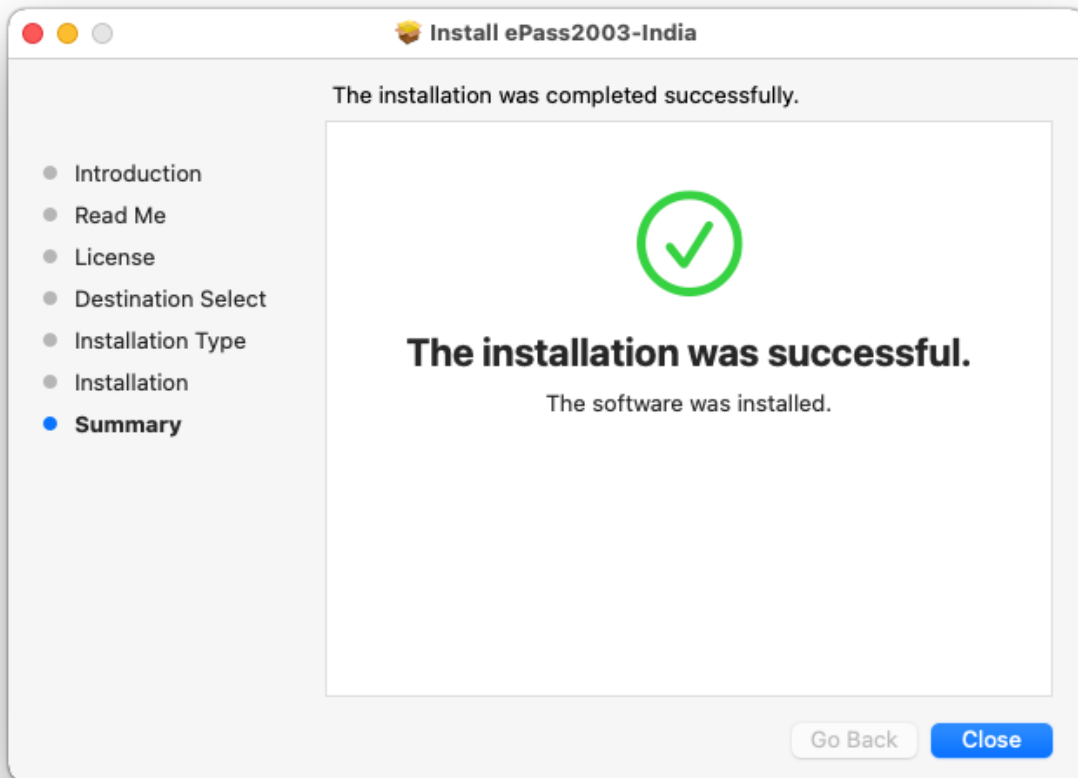 Install ePass2003-India
The installation was completed successfully.
Introduction
Read Me
License
Destination Select
Installation Type
Installation
Summary
The installation was successful.
The software was installed.
Go Back
Close